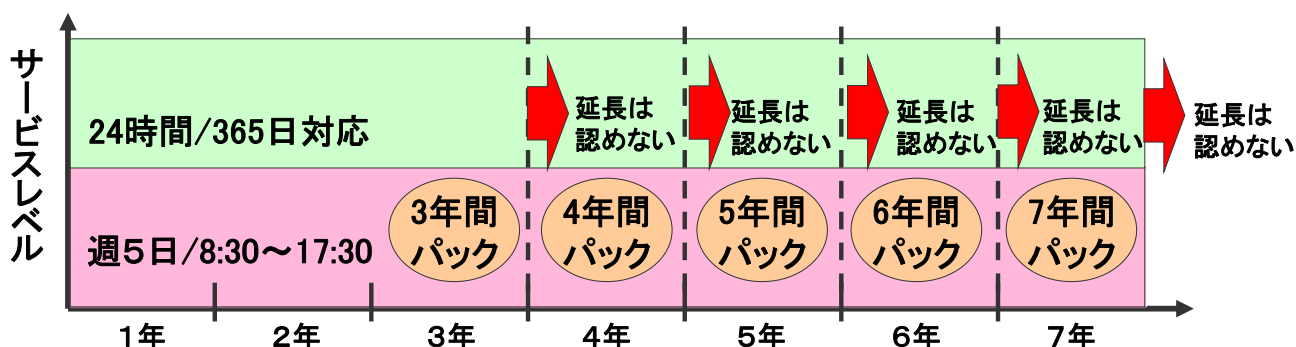 サービスレベル
24時間/365日対応
延長は
認めない
延長は
認めない
延長は
認めない
延長は
認めない
延長は
認めない
週５日/8:30～17:30
3年間
パック
4年間
パック
5年間
パック
6年間
パック
7年間
パック
１年
２年
３年
４年
５年
６年
７年